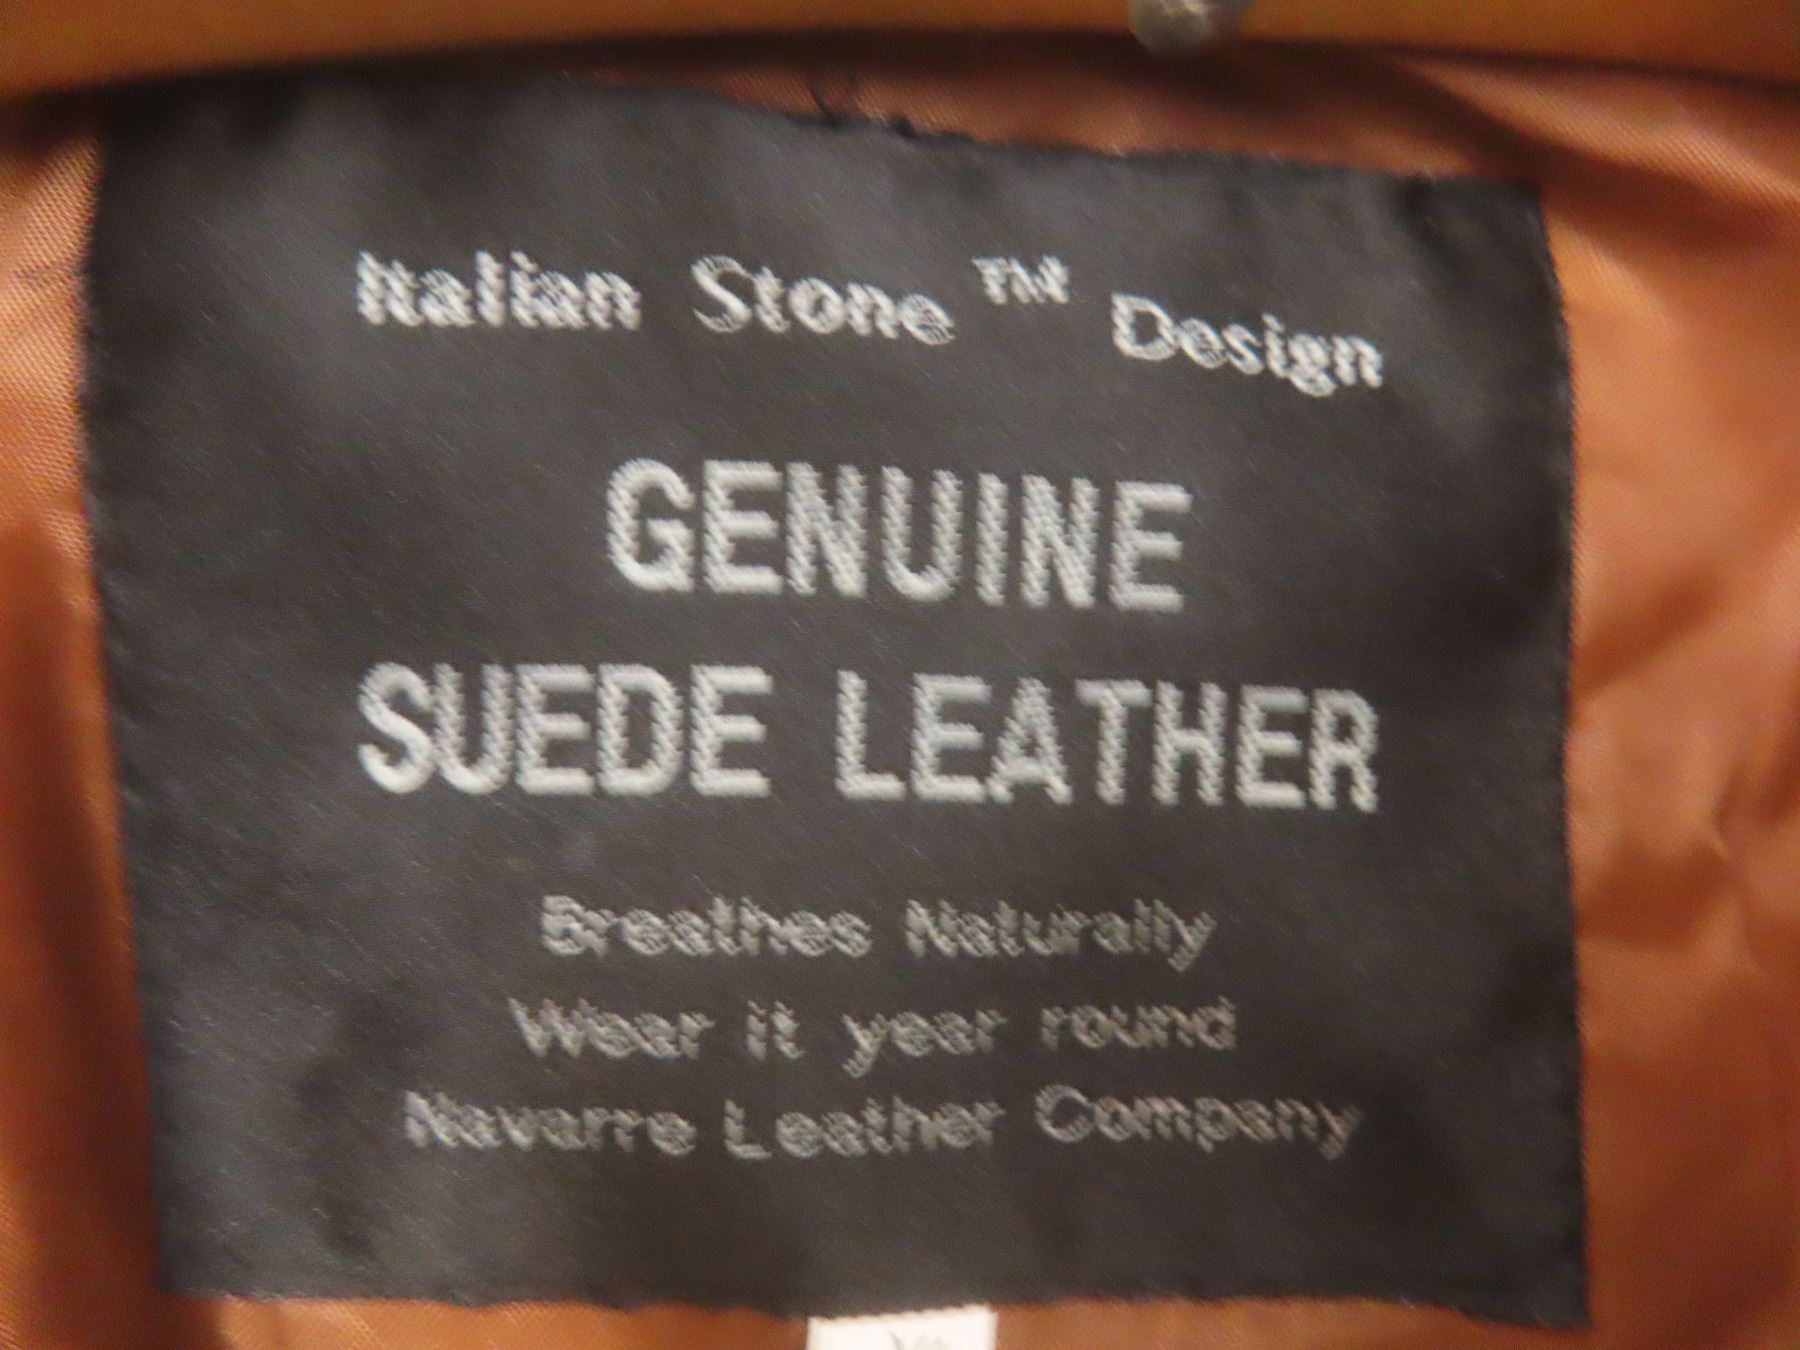 Italian Stone ™ Design
GENUINE
SUEDE LEATHER
Breathes Naturally
Wear it year round
Navarre Leather Company